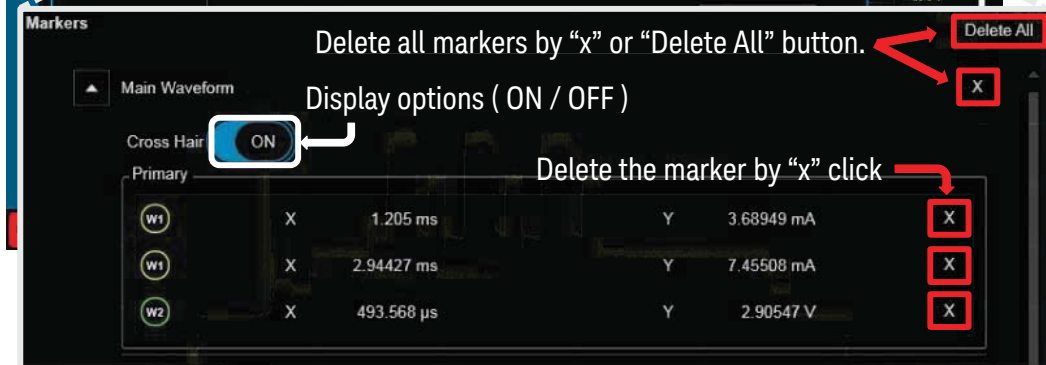 Markers
Delete all markers by “x” or “Delete All” button.
Delete All
Main Waveform
X
Display options ( ON / OFF )
Cross Hair ON
Primary
Delete the marker by “x” click
W1 X 1.205 ms Y 3.68949 mA X
W1 X 2.94427 ms Y 7.45508 mA X
W2 X 493.568 µs Y 2.90547 V X